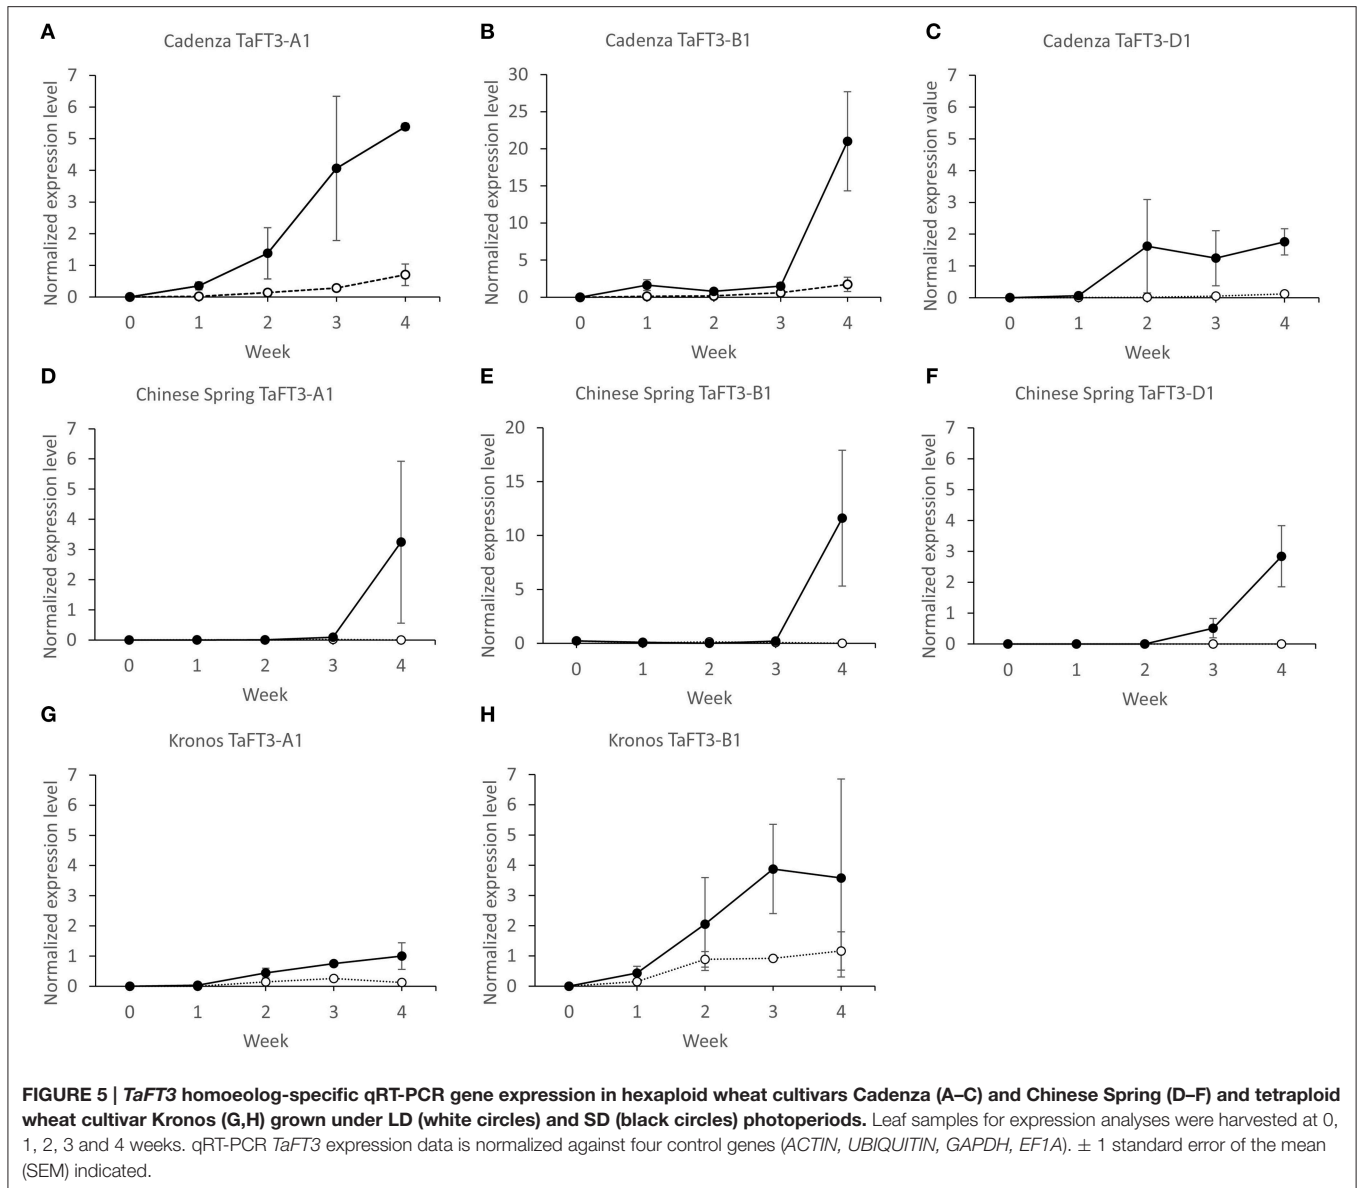 A
Cadenza TaFT3-A1
Normalized expression level
7
6
5
4
3
2
1
0
0 1 2 3 4
Week
B
Cadenza TaFT3-B1
Normalized expression level
30
25
20
15
10
5
0
0 1 2 3 4
Week
C
Cadenza TaFT3-D1
Normalized expression value
7
6
5
4
3
2
1
0
0 1 2 3 4
Week
D
Chinese Spring TaFT3-A1
Normalized expression level
7
6
5
4
3
2
1
0
0 1 2 3 4
Week
E
Chinese Spring TaFT3-B1
Normalized expression level
20
15
10
5
0
0 1 2 3 4
Week
F
Chinese Spring TaFT3-D1
Normalized expression level
7
6
5
4
3
2
1
0
0 1 2 3 4
Week
G
Kronos TaFT3-A1
Normalized expression level
7
6
5
4
3
2
1
0
0 1 2 3 4
Week
H
Kronos TaFT3-B1
Normalized expression level
7
6
5
4
3
2
1
0
0 1 2 3 4
Week
FIGURE 5 | TaFT3 homoeolog-specific qRT-PCR gene expression in hexaploid wheat cultivars Cadenza (A–C) and Chinese Spring (D–F) and tetraploid
wheat cultivar Kronos (G,H) grown under LD (white circles) and SD (black circles) photoperiods. Leaf samples for expression analyses were harvested at 0,
1, 2, 3 and 4 weeks. qRT-PCR TaFT3 expression data is normalized against four control genes (ACTIN, UBIQUITIN, GAPDH, EF1A). ± 1 standard error of the mean
(SEM) indicated.